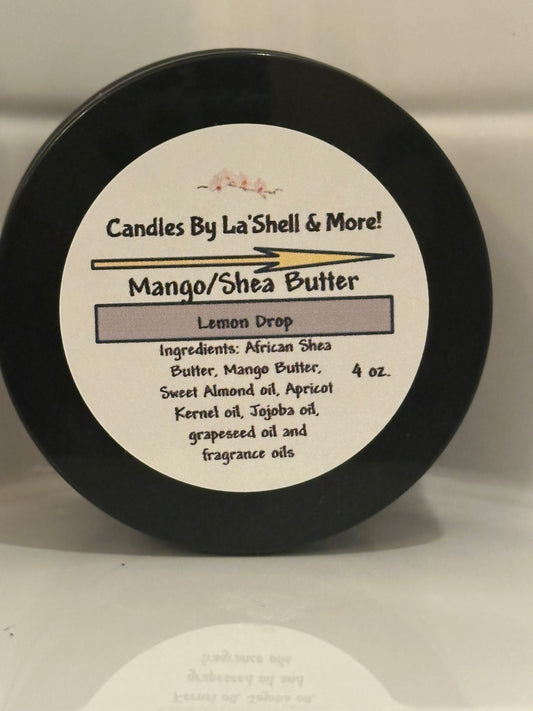 Candles By La'Shell & More!
Mango/Shea Butter
Lemon Drop
Ingredients: African Shea
Butter, Mango Butter,
Sweet Almond oil, Apricot
Kernel oil, Jojoba oil,
grapeseed oil and
fragrance oils
4 oz.